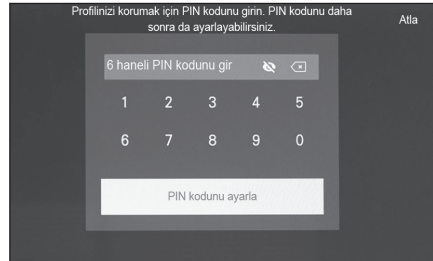 Profilinizi korumak için PIN kodunu girin. PIN kodunu daha
sonra da ayarlayabilirsiniz.
Atla
6 haneli PIN kodunu gir
1 2 3 4 5
6 7 8 9 0
PIN kodunu ayarla